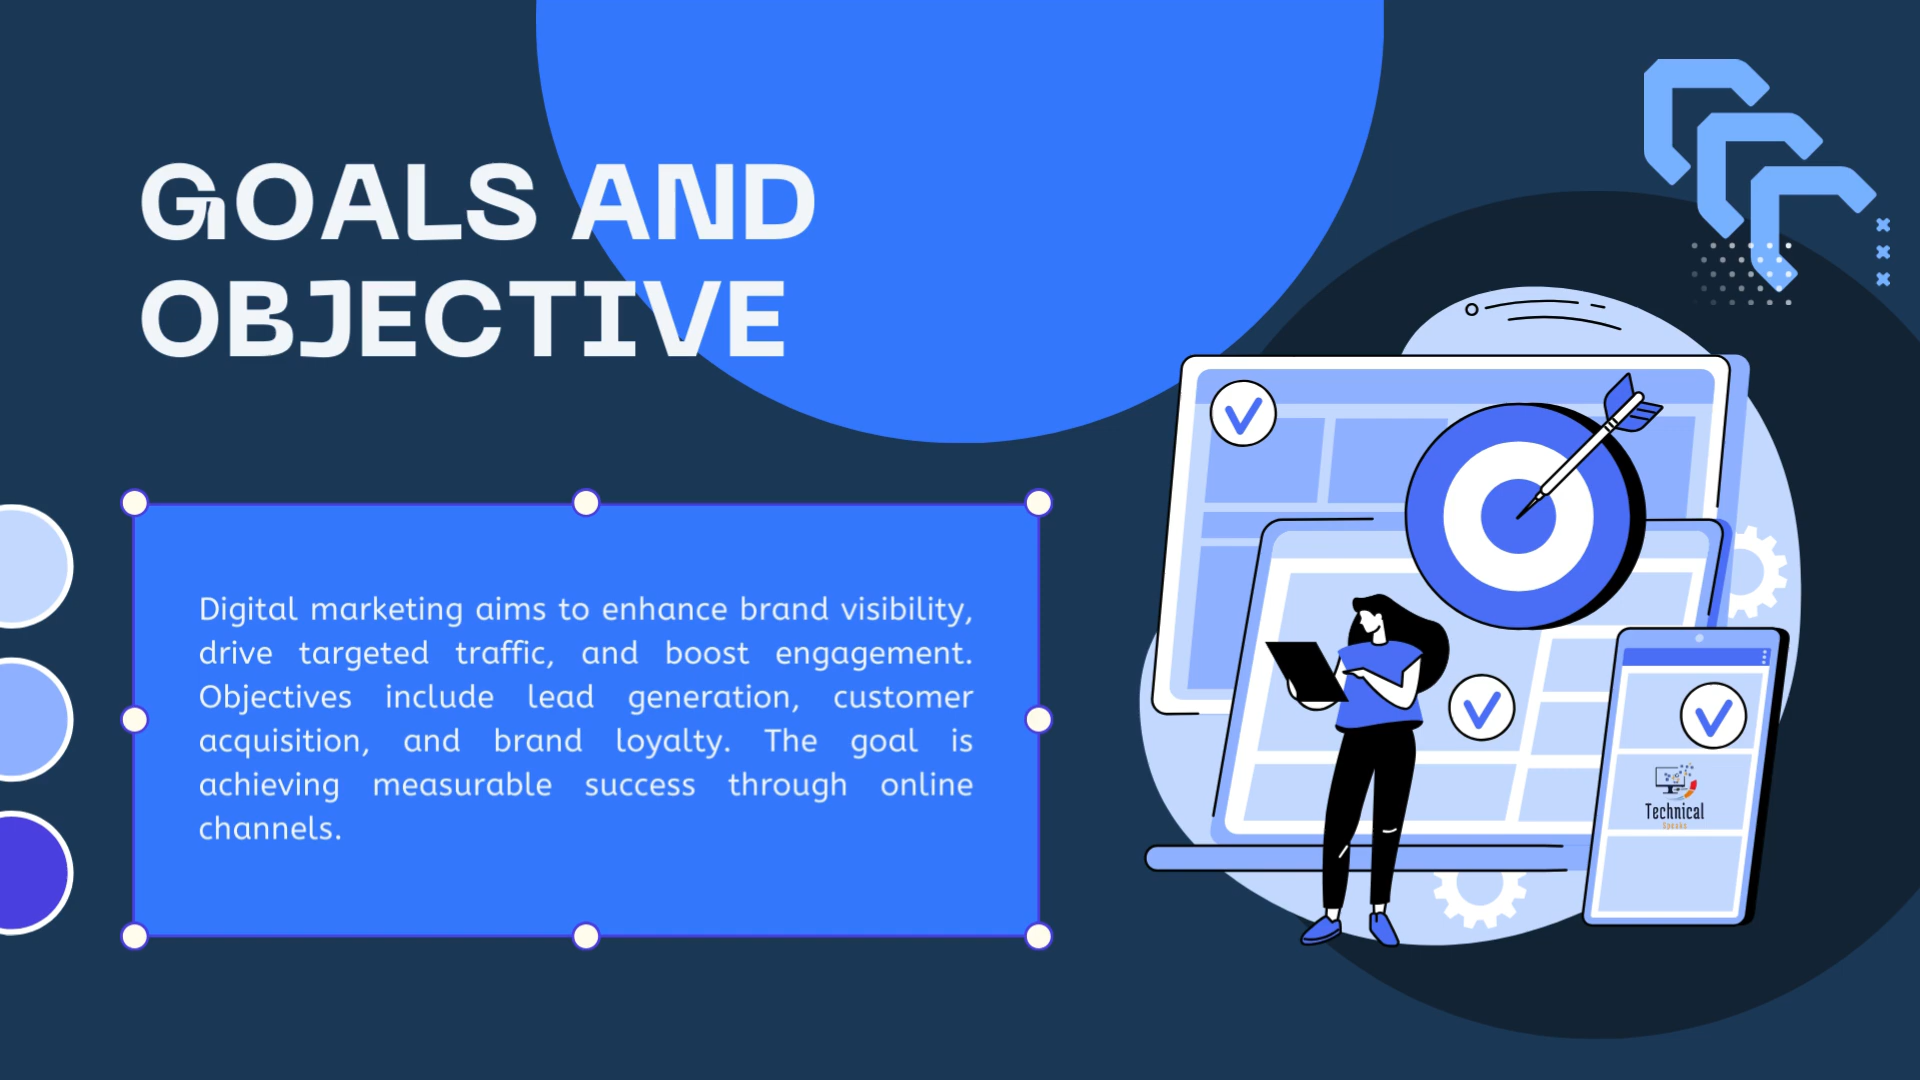 GOALS AND
OBJECTIVE
Digital marketing aims to enhance brand visibility,
drive targeted traffic, and boost engagement.
Objectives include lead generation, customer
acquisition, and brand loyalty. The goal is
achieving measurable success through online
channels.
Technical
Speaks